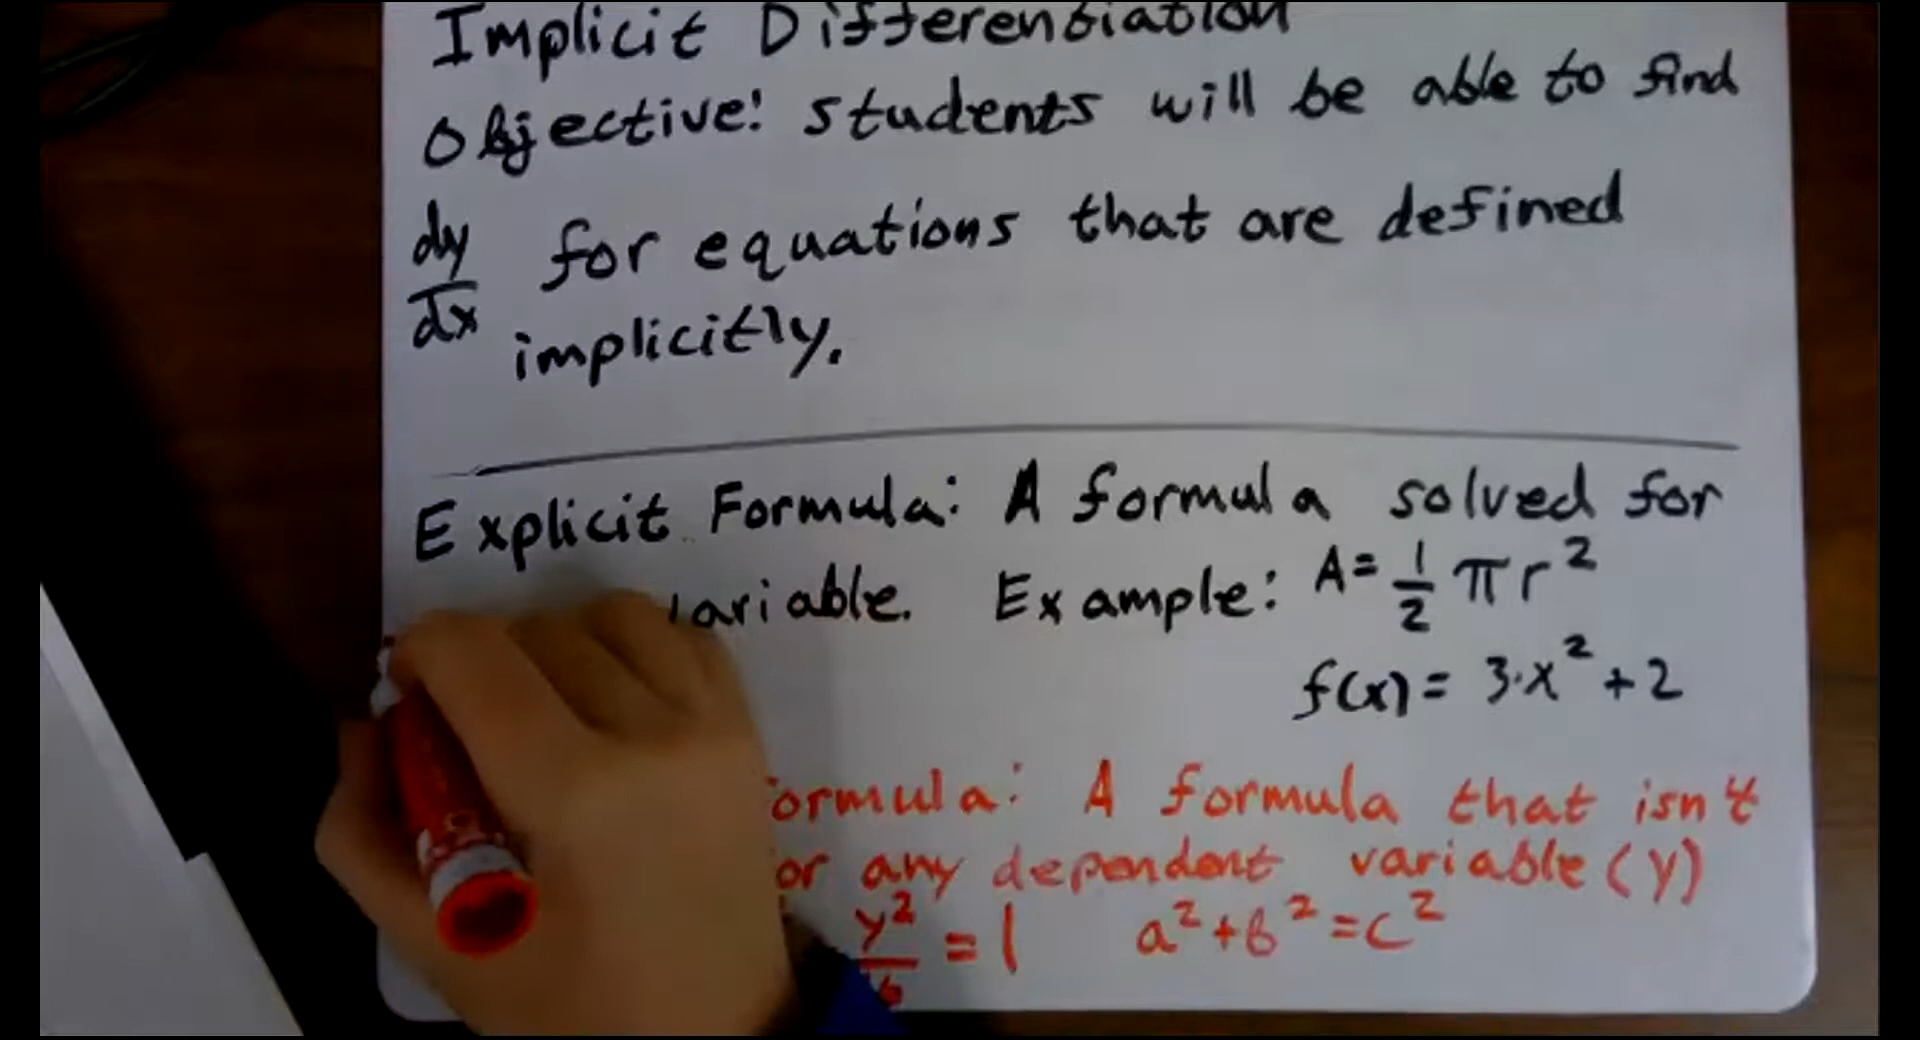 Implicit Differentiation
Objective: students will be able to find
dy/dx for equations that are defined
implicitly.
Explicit Formula: A formula solved for
variable. Example: A = 1/2 πr²
f(x) = 3·x² + 2
ormula: A formula that isn't
or any dependent variable (y)
y²/6 = 1 a² + b² = c²